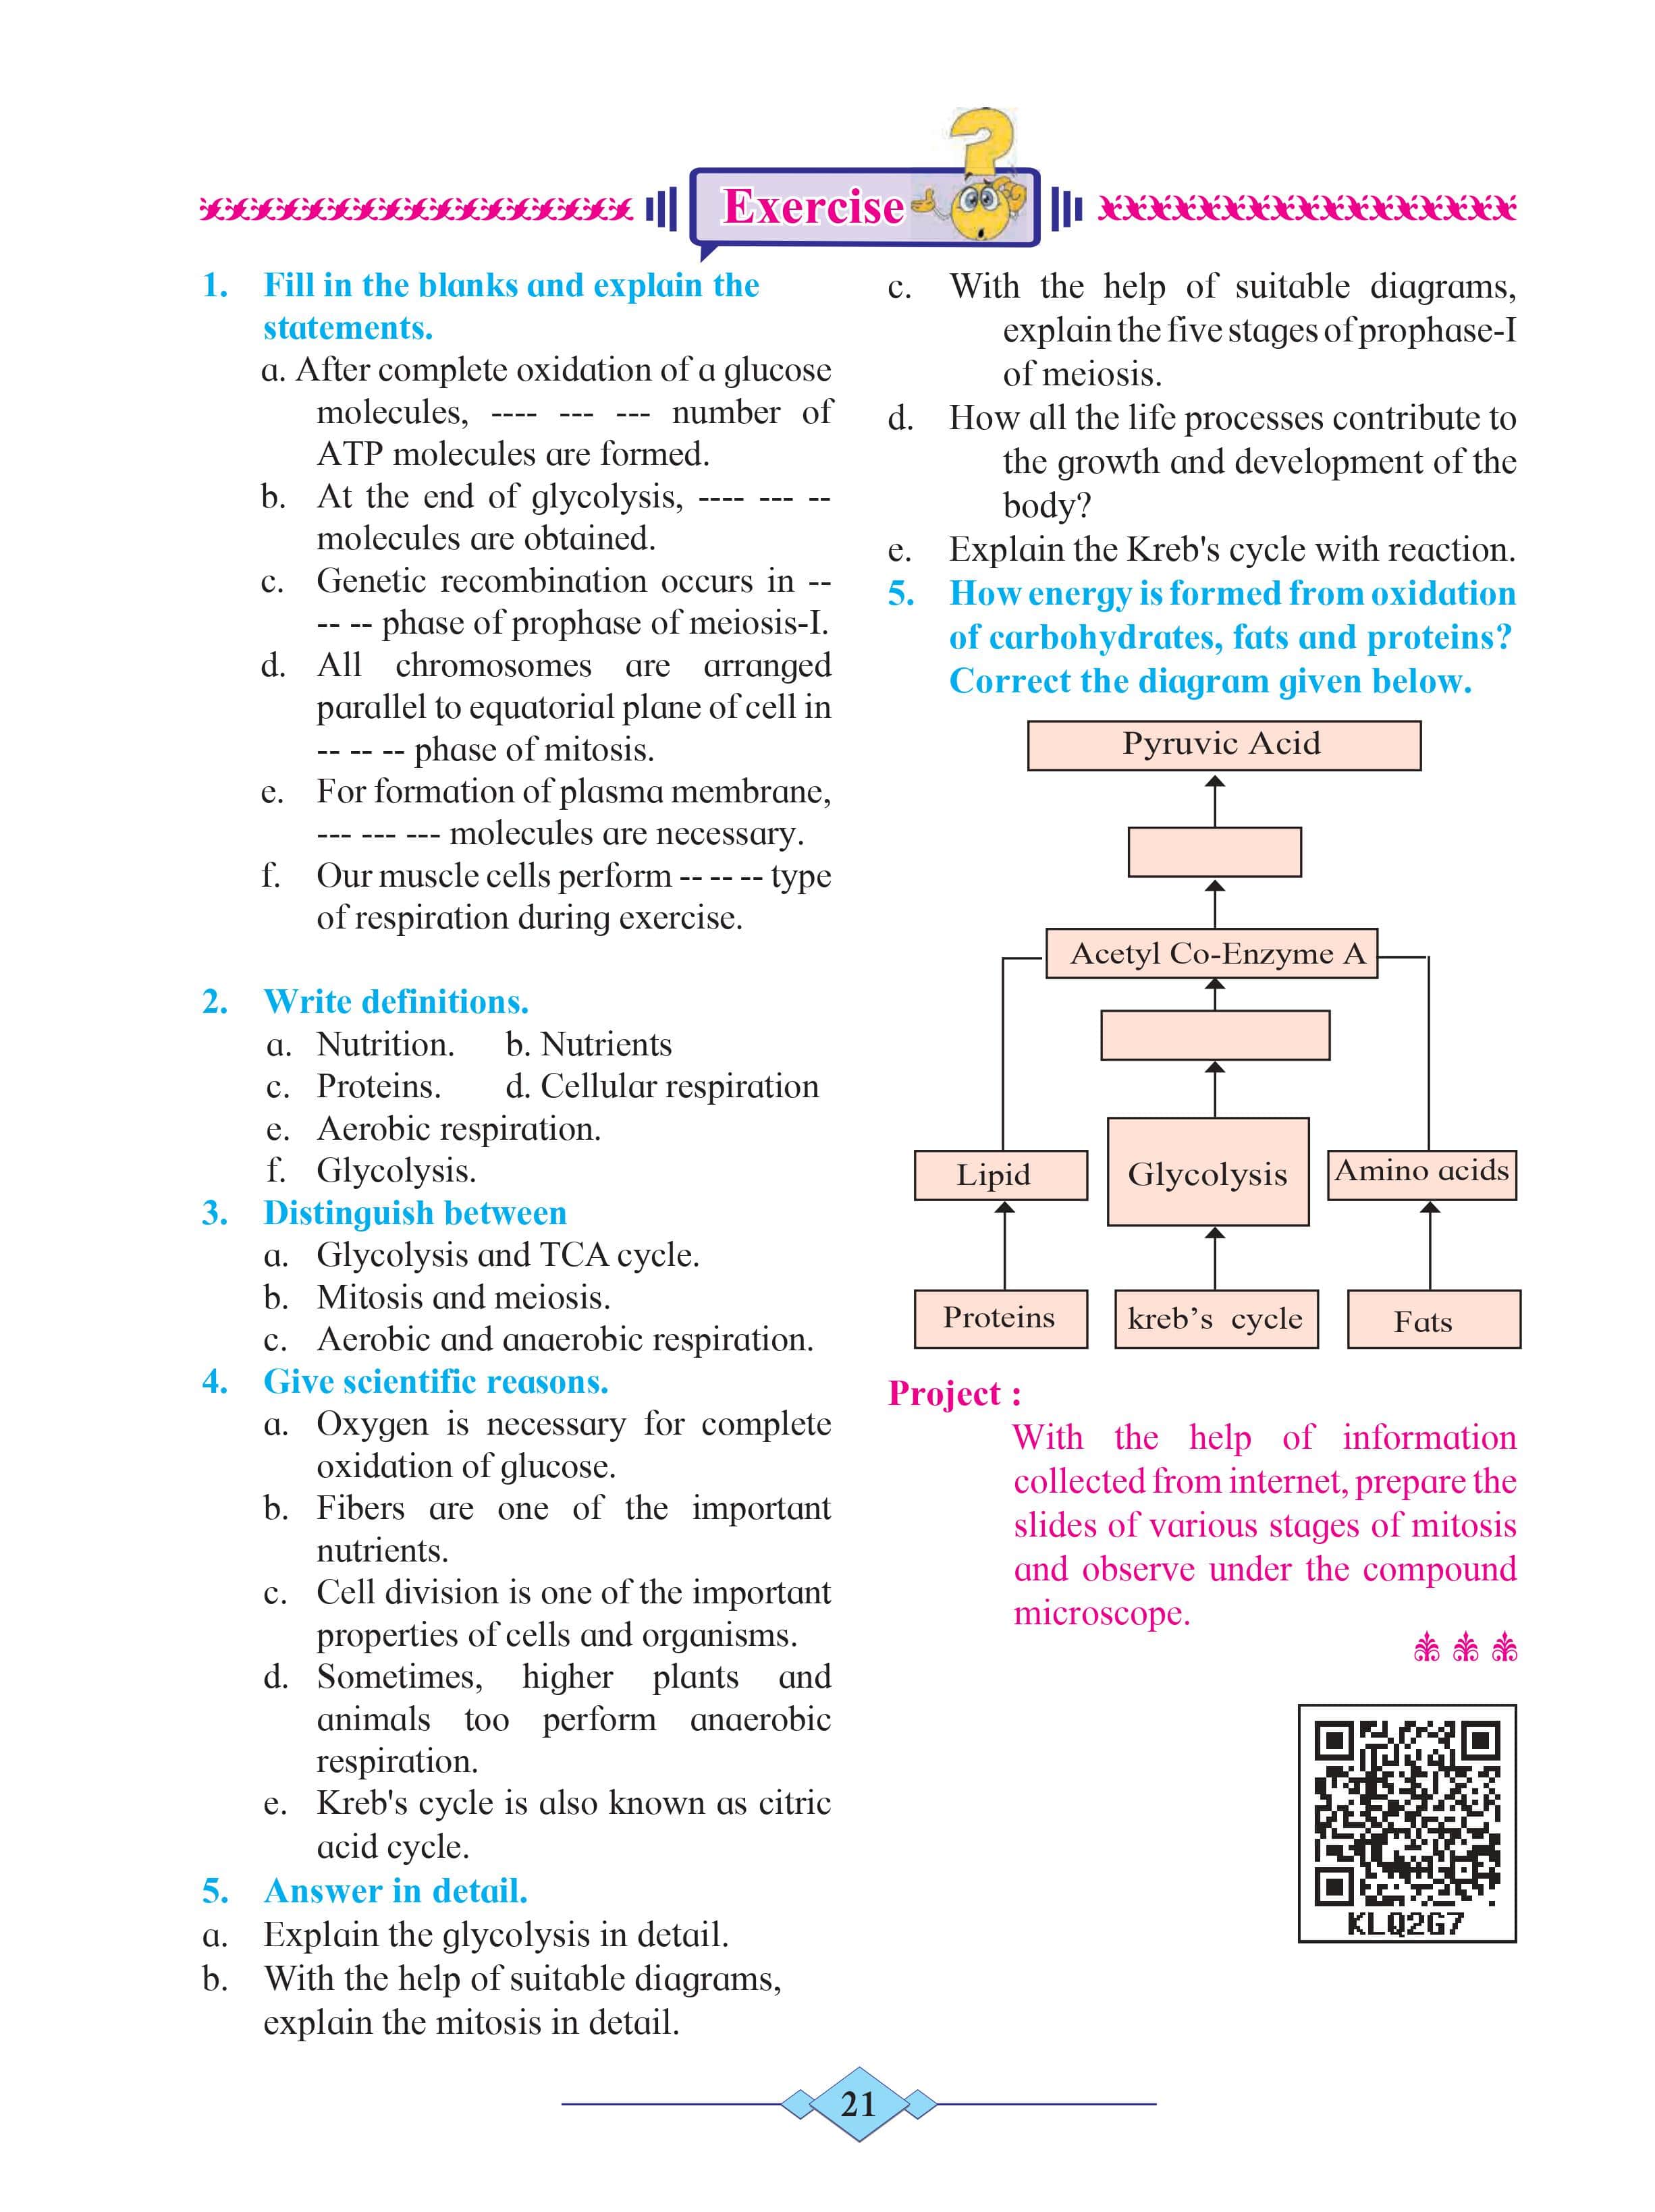 Exercise
1. Fill in the blanks and explain the
statements.
a. After complete oxidation of a glucose
molecules, ---- --- --- number of
ATP molecules are formed.
b. At the end of glycolysis, ---- --- --
molecules are obtained.
c. Genetic recombination occurs in --
-- -- phase of prophase of meiosis-I.
d. All chromosomes are arranged
parallel to equatorial plane of cell in
-- -- -- phase of mitosis.
e. For formation of plasma membrane,
--- --- --- molecules are necessary.
f. Our muscle cells perform -- -- -- type
of respiration during exercise.
2. Write definitions.
a. Nutrition. b. Nutrients
c. Proteins. d. Cellular respiration
e. Aerobic respiration.
f. Glycolysis.
3. Distinguish between
a. Glycolysis and TCA cycle.
b. Mitosis and meiosis.
c. Aerobic and anaerobic respiration.
4. Give scientific reasons.
a. Oxygen is necessary for complete
oxidation of glucose.
b. Fibers are one of the important
nutrients.
c. Cell division is one of the important
properties of cells and organisms.
d. Sometimes, higher plants and
animals too perform anaerobic
respiration.
e. Kreb's cycle is also known as citric
acid cycle.
5. Answer in detail.
a. Explain the glycolysis in detail.
b. With the help of suitable diagrams,
explain the mitosis in detail.
c. With the help of suitable diagrams,
explain the five stages of prophase-I
of meiosis.
d. How all the life processes contribute to
the growth and development of the
body?
e. Explain the Kreb's cycle with reaction.
5. How energy is formed from oxidation
of carbohydrates, fats and proteins?
Correct the diagram given below.
Pyruvic Acid
Acetyl Co-Enzyme A
Lipid Glycolysis Amino acids
Proteins kreb’s cycle Fats
Project :
With the help of information
collected from internet, prepare the
slides of various stages of mitosis
and observe under the compound
microscope.
KLQ2G7
21